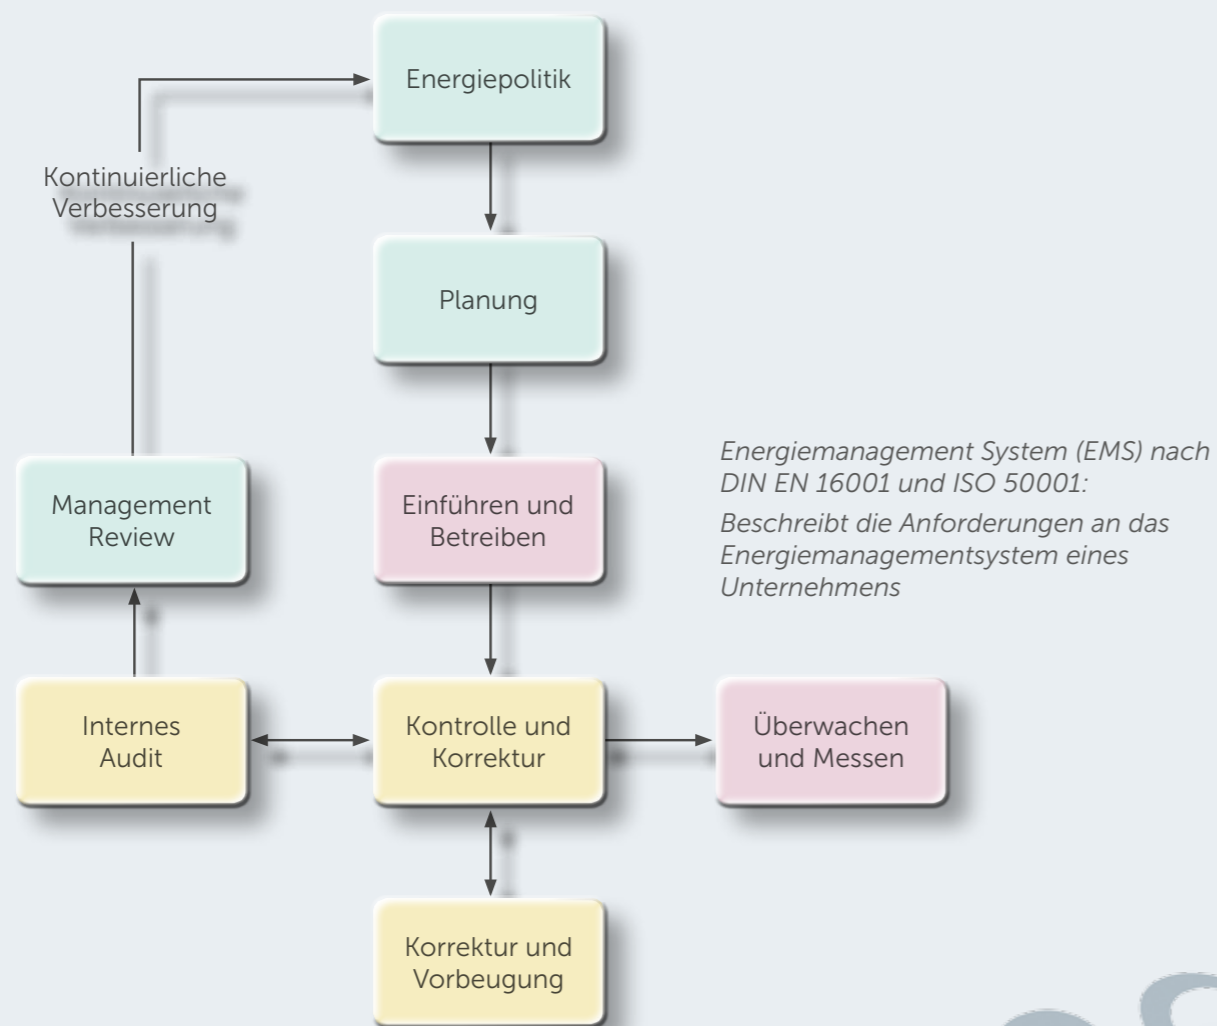 Energiepolitik
Kontinuierliche
Verbesserung
Planung
Management
Review
Einführen und
Betreiben
Energiemanagement System (EMS) nach
DIN EN 16001 und ISO 50001:
Beschreibt die Anforderungen an das
Energiemanagementsystem eines
Unternehmens
Internes
Audit
Kontrolle und
Korrektur
Überwachen
und Messen
Korrektur und
Vorbeugung